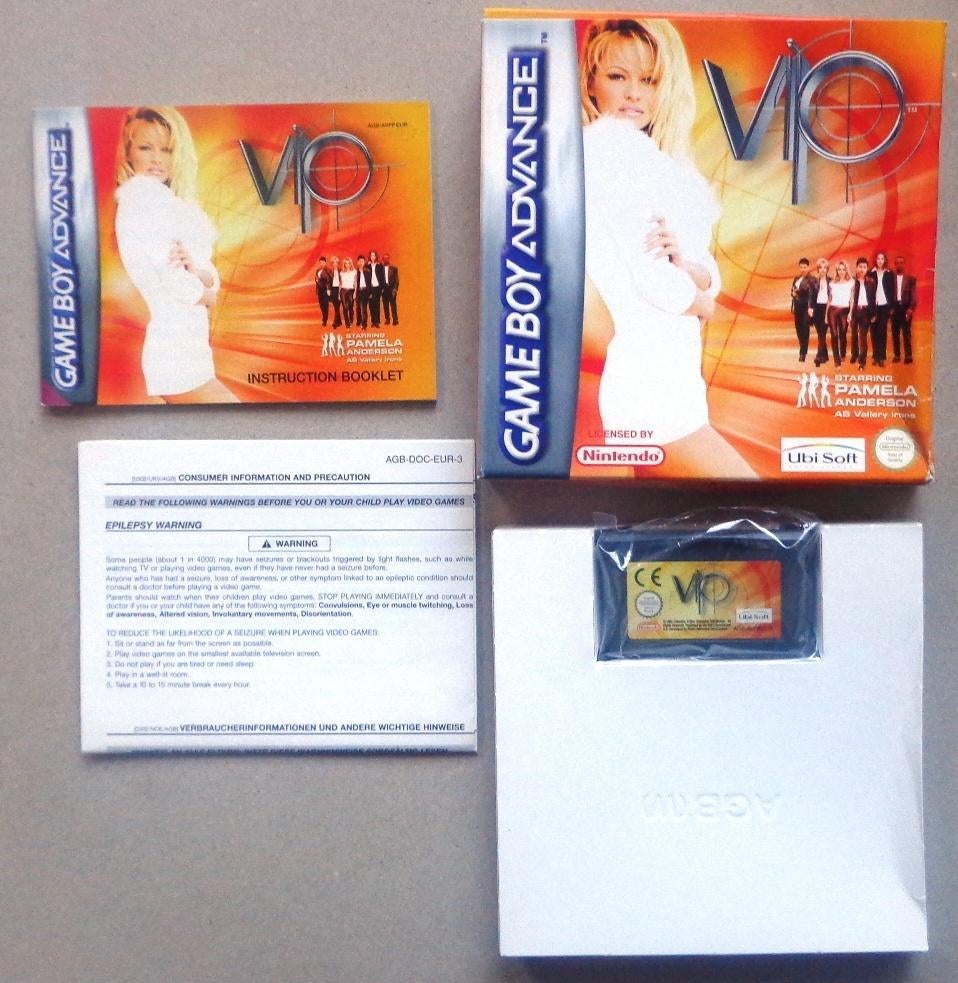 GAME BOY ADVANCE™
VIP
STARRING
PAMELA
ANDERSON
AS Vallery Irons
INSTRUCTION BOOKLET
GAME BOY ADVANCE™
VIP™
STARRING
PAMELA
ANDERSON
AS Vallery Irons
LICENSED BY
Nintendo®
Ubi Soft
Original
Nintendo
Seal of
Quality
AGB-DOC-EUR-3
CONSUMER INFORMATION AND PRECAUTION
READ THE FOLLOWING WARNINGS BEFORE YOU OR YOUR CHILD PLAY VIDEO GAMES
EPILEPSY WARNING
WARNING
Some people (about 1 in 4000) may have seizures or blackouts triggered by light flashes, such as while
watching TV or playing video games, even if they have never had a seizure before.
Anyone who has had a seizure, loss of awareness, or other symptom linked to an epileptic condition should
consult a doctor before playing a video game.
Parents should watch when their children play video games. STOP PLAYING IMMEDIATELY and consult a
doctor if you or your child have any of the following symptoms: Convulsions, Eye or muscle twitching, Loss
of awareness, Altered vision, Involuntary movements, Disorientation.
TO REDUCE THE LIKELIHOOD OF A SEIZURE WHEN PLAYING VIDEO GAMES:
1. Sit or stand as far from the screen as possible.
2. Play video games on the smallest available television screen.
3. Do not play if you are tired or need sleep.
4. Play in a well-lit room.
5. Take a 10 to 15 minute break every hour.
VERBRAUCHERINFORMATIONEN UND ANDERE WICHTIGE HINWEISE
CE
VIP
Nintendo
Ubi Soft
AGB